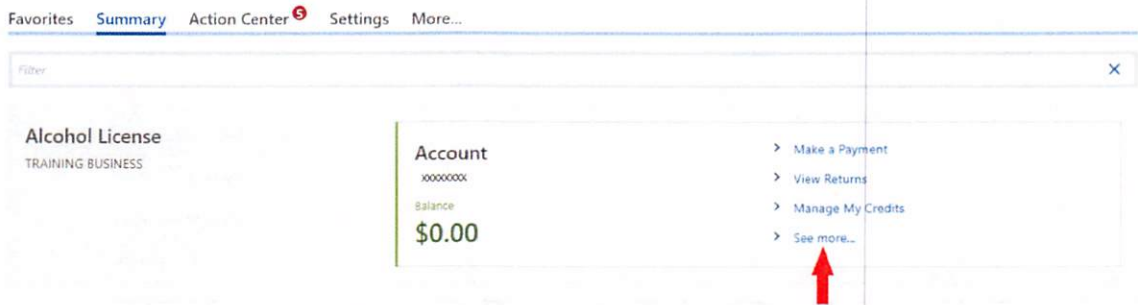 Favorites Summary Action Center 5 Settings More...
Filter
Alcohol License
TRAINING BUSINESS
Account
xxxxxxxx
Balance
$0.00
> Make a Payment
> View Returns
> Manage My Credits
> See more...